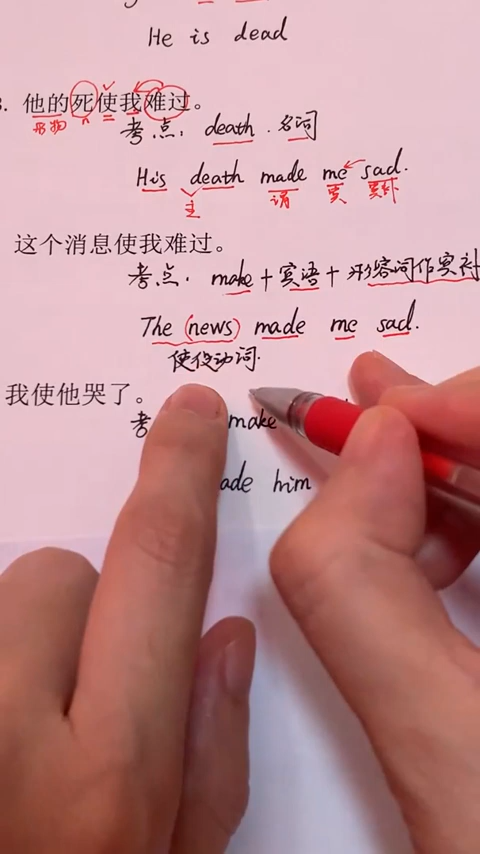 He is dead
3. 他的死使我难过。
形物 n
考点: death. 名词
His death made me sad.
主 谓 宾 宾补
这个消息使我难过。
考点. make + 宾语 + 形容词作宾补
The (news) made me sad.
使役动词.
我使他哭了。
考 make
ade him